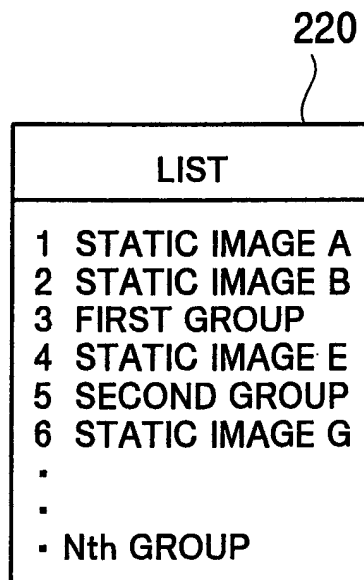 220
LIST
1 STATIC IMAGE A
2 STATIC IMAGE B
3 FIRST GROUP
4 STATIC IMAGE E
5 SECOND GROUP
6 STATIC IMAGE G
·
·
· Nth GROUP